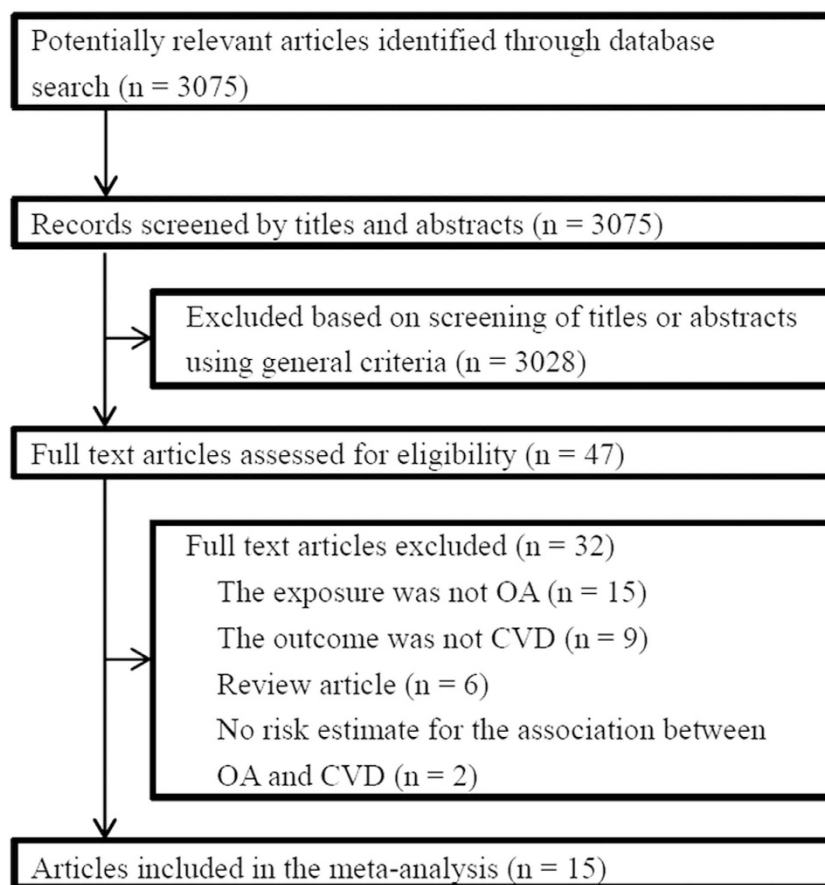 Potentially relevant articles identified through database
search (n = 3075)
Records screened by titles and abstracts (n = 3075)
Excluded based on screening of titles or abstracts
using general criteria (n = 3028)
Full text articles assessed for eligibility (n = 47)
Full text articles excluded (n = 32)
The exposure was not OA (n = 15)
The outcome was not CVD (n = 9)
Review article (n = 6)
No risk estimate for the association between
OA and CVD (n = 2)
Articles included in the meta-analysis (n = 15)